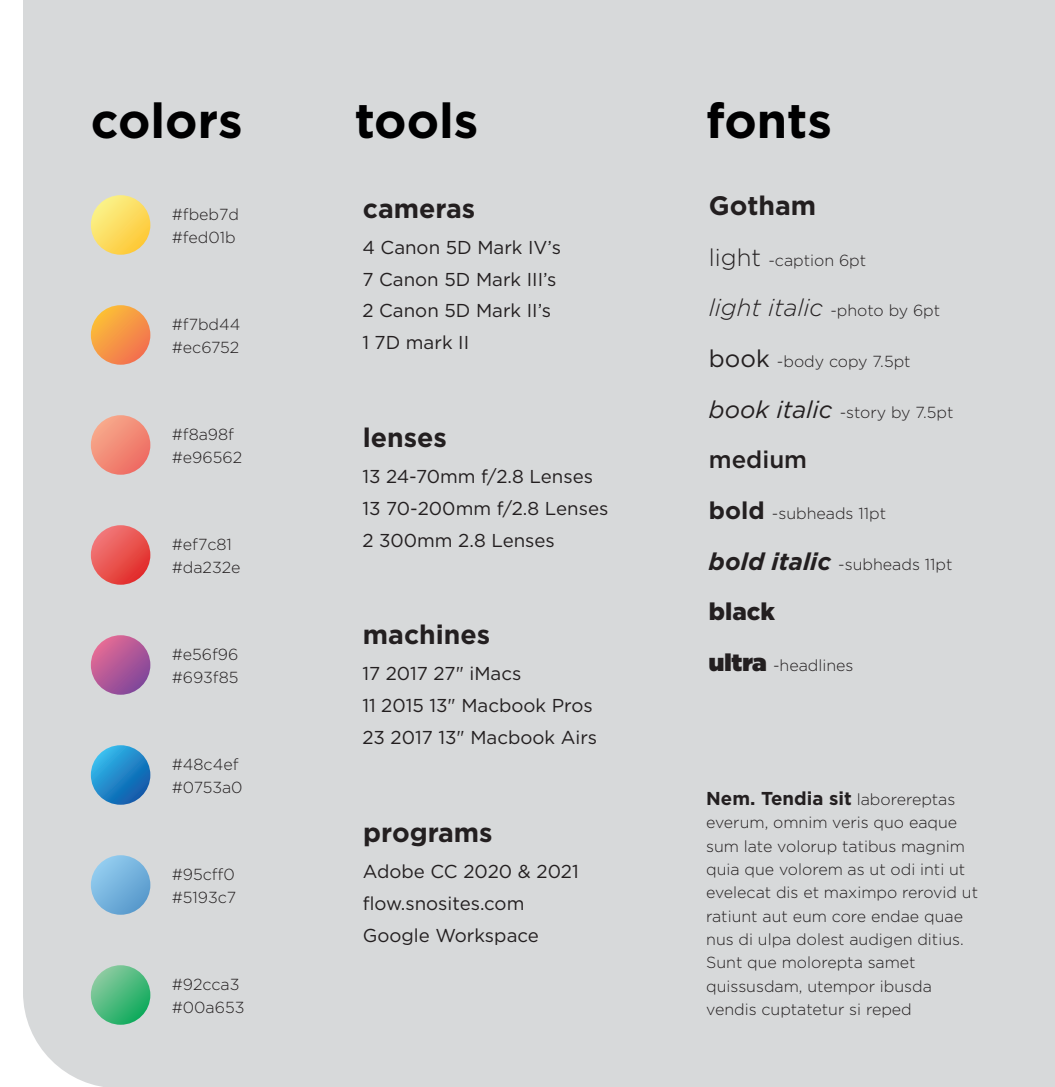 colors
#fbeb7d
#fed01b
#f7bd44
#ec6752
#f8a98f
#e96562
#ef7c81
#da232e
#e56f96
#693f85
#48c4ef
#0753a0
#95cff0
#5193c7
#92cca3
#00a653
tools
cameras
4 Canon 5D Mark IV’s
7 Canon 5D Mark III’s
2 Canon 5D Mark II’s
1 7D mark II
lenses
13 24-70mm f/2.8 Lenses
13 70-200mm f/2.8 Lenses
2 300mm 2.8 Lenses
machines
17 2017 27" iMacs
11 2015 13" Macbook Pros
23 2017 13" Macbook Airs
programs
Adobe CC 2020 & 2021
flow.snosites.com
Google Workspace
fonts
Gotham
light -caption 6pt
light italic -photo by 6pt
book -body copy 7.5pt
book italic -story by 7.5pt
medium
bold -subheads 11pt
bold italic -subheads 11pt
black
ultra -headlines
Nem. Tendia sit laborereptas
everum, omnim veris quo eaque
sum late volorup tatibus magnim
quia que volorem as ut odi inti ut
evelecat dis et maximpo rerovid ut
ratiunt aut eum core endae quae
nus di ulpa dolest audigen ditius.
Sunt que molorepta samet
quissusdam, utempor ibusda
vendis cuptatetur si reped